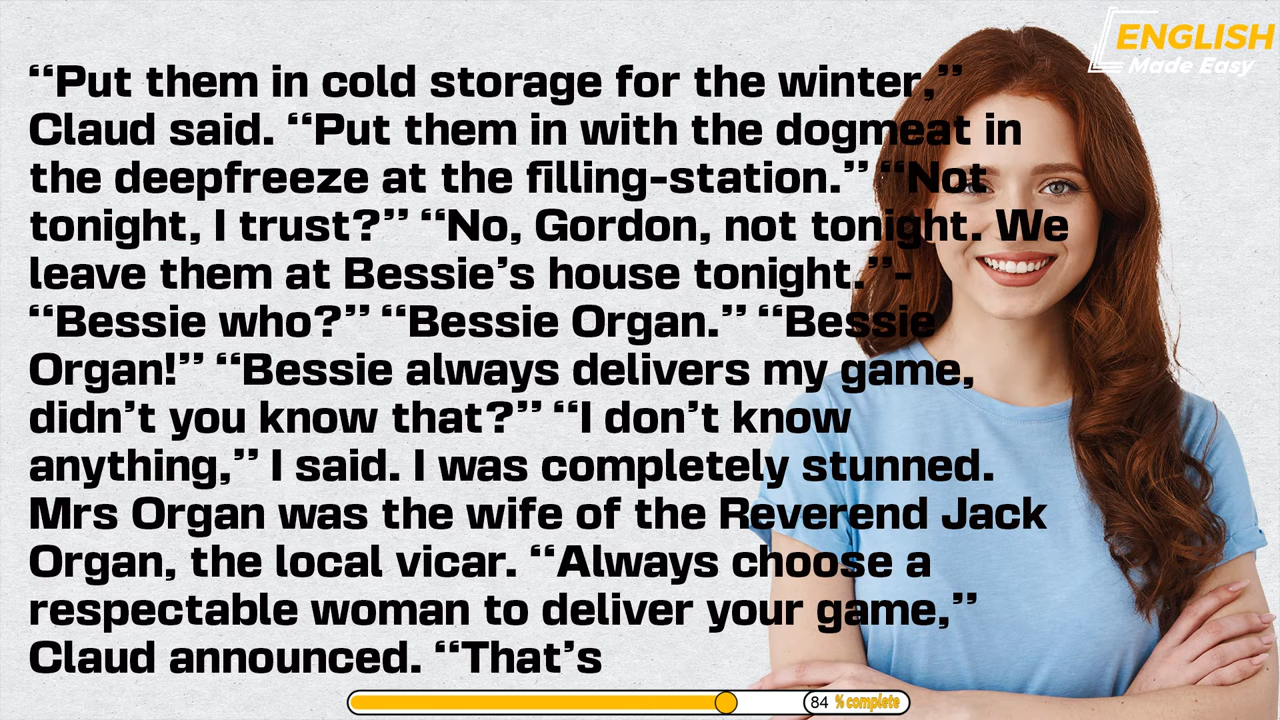 ENGLISH
Made Easy
“Put them in cold storage for the winter,”
Claud said. “Put them in with the dogmeat in
the deepfreeze at the filling-station.” “Not
tonight, I trust?” “No, Gordon, not tonight. We
leave them at Bessie’s house tonight.”-
“Bessie who?” “Bessie Organ.” “Bessie
Organ!” “Bessie always delivers my game,
didn’t you know that?” “I don’t know
anything,” I said. I was completely stunned.
Mrs Organ was the wife of the Reverend Jack
Organ, the local vicar. “Always choose a
respectable woman to deliver your game,”
Claud announced. “That’s
84 % complete